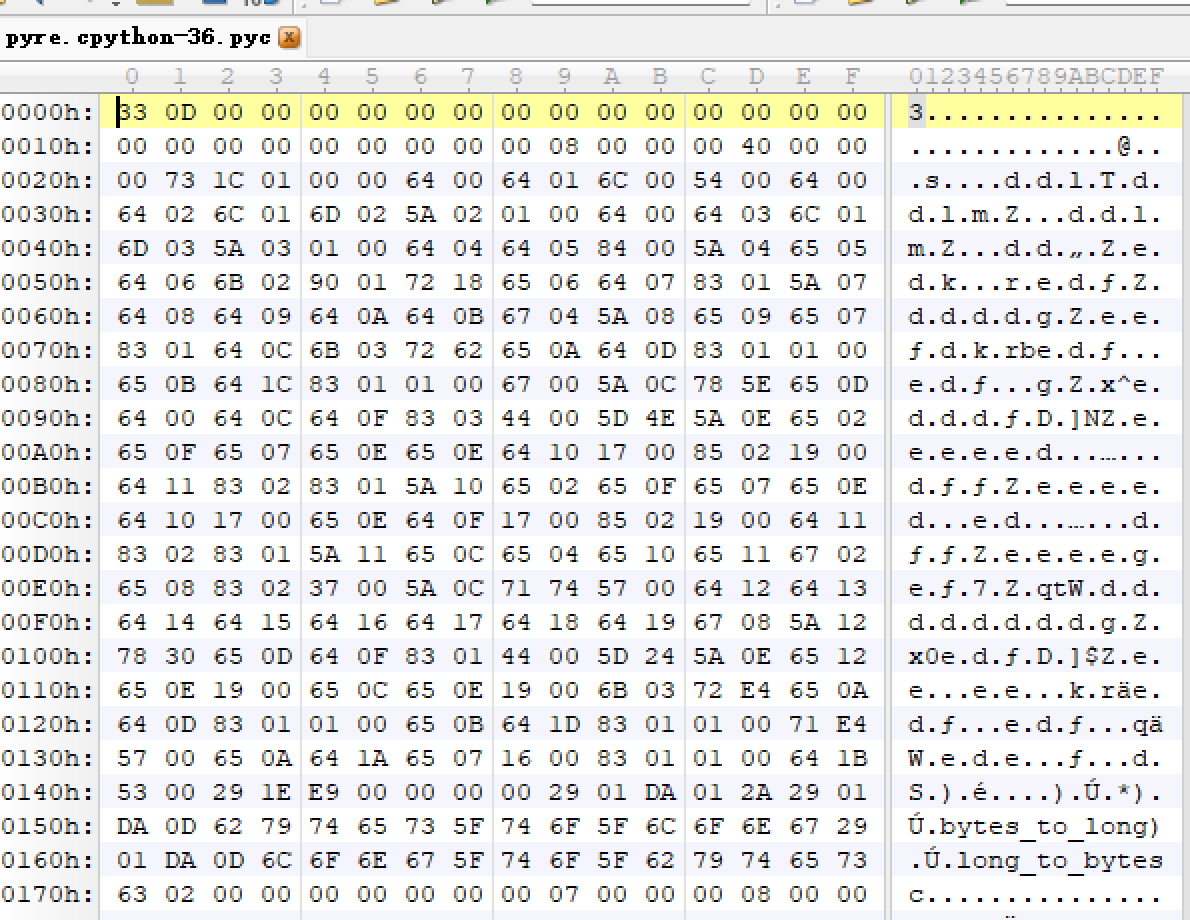 pyre.cpython-36.pyc
0 1 2 3 4 5 6 7 8 9 A B C D E F 0123456789ABCDEF
0000h: 33 0D 00 00 00 00 00 00 00 00 00 00 00 00 00 00 3...............
0010h: 00 00 00 00 00 00 00 00 00 08 00 00 00 40 00 00 .............@..
0020h: 00 73 1C 01 00 00 64 00 64 01 6C 00 54 00 64 00 .s....d.d.l.T.d.
0030h: 64 02 6C 01 6D 02 5A 02 01 00 64 00 64 03 6C 01 d.l.m.Z...d.d.l.
0040h: 6D 03 5A 03 01 00 64 04 64 05 84 00 5A 04 65 05 m.Z...d.d.„.Z.e.
0050h: 64 06 6B 02 90 01 72 18 65 06 64 07 83 01 5A 07 d.k...r.e.d.ƒ.Z.
0060h: 64 08 64 09 64 0A 64 0B 67 04 5A 08 65 09 65 07 d.d.d.d.g.Z.e.e.
0070h: 83 01 64 0C 6B 03 72 62 65 0A 64 0D 83 01 01 00 ƒ.d.k.rbe.d.ƒ...
0080h: 65 0B 64 1C 83 01 01 00 67 00 5A 0C 78 5E 65 0D e.d.ƒ...g.Z.x^e.
0090h: 64 00 64 0C 64 0F 83 03 44 00 5D 4E 5A 0E 65 02 d.d.d.ƒ.D.]NZ.e.
00A0h: 65 0F 65 07 65 0E 65 0E 64 10 17 00 85 02 19 00 e.e.e.e.d...…...
00B0h: 64 11 83 02 83 01 5A 10 65 02 65 0F 65 07 65 0E d.ƒ.ƒ.Z.e.e.e.e.
00C0h: 64 10 17 00 65 0E 64 0F 17 00 85 02 19 00 64 11 d...e.d...…...d.
00D0h: 83 02 83 01 5A 11 65 0C 65 04 65 10 65 11 67 02 ƒ.ƒ.Z.e.e.e.e.g.
00E0h: 65 08 83 02 37 00 5A 0C 71 74 57 00 64 12 64 13 e.ƒ.7.Z.qtW.d.d.
00F0h: 64 14 64 15 64 16 64 17 64 18 64 19 67 08 5A 12 d.d.d.d.d.d.g.Z.
0100h: 78 30 65 0D 64 0F 83 01 44 00 5D 24 5A 0E 65 12 x0e.d.ƒ.D.]$Z.e.
0110h: 65 0E 19 00 65 0C 65 0E 19 00 6B 03 72 E4 65 0A e...e.e...k.räe.
0120h: 64 0D 83 01 01 00 65 0B 64 1D 83 01 01 00 71 E4 d.ƒ...e.d.ƒ...qä
0130h: 57 00 65 0A 64 1A 65 07 16 00 83 01 01 00 64 1B W.e.d.e...ƒ...d.
0140h: 53 00 29 1E E9 00 00 00 00 29 01 DA 01 2A 29 01 S.).é....).Ú.*).
0150h: DA 0D 62 79 74 65 73 5F 74 6F 5F 6C 6F 6E 67 29 Ú.bytes_to_long)
0160h: 01 DA 0D 6C 6F 6E 67 5F 74 6F 5F 62 79 74 65 73 .Ú.long_to_bytes
0170h: 63 02 00 00 00 00 00 00 00 07 00 00 00 08 00 00 c...............